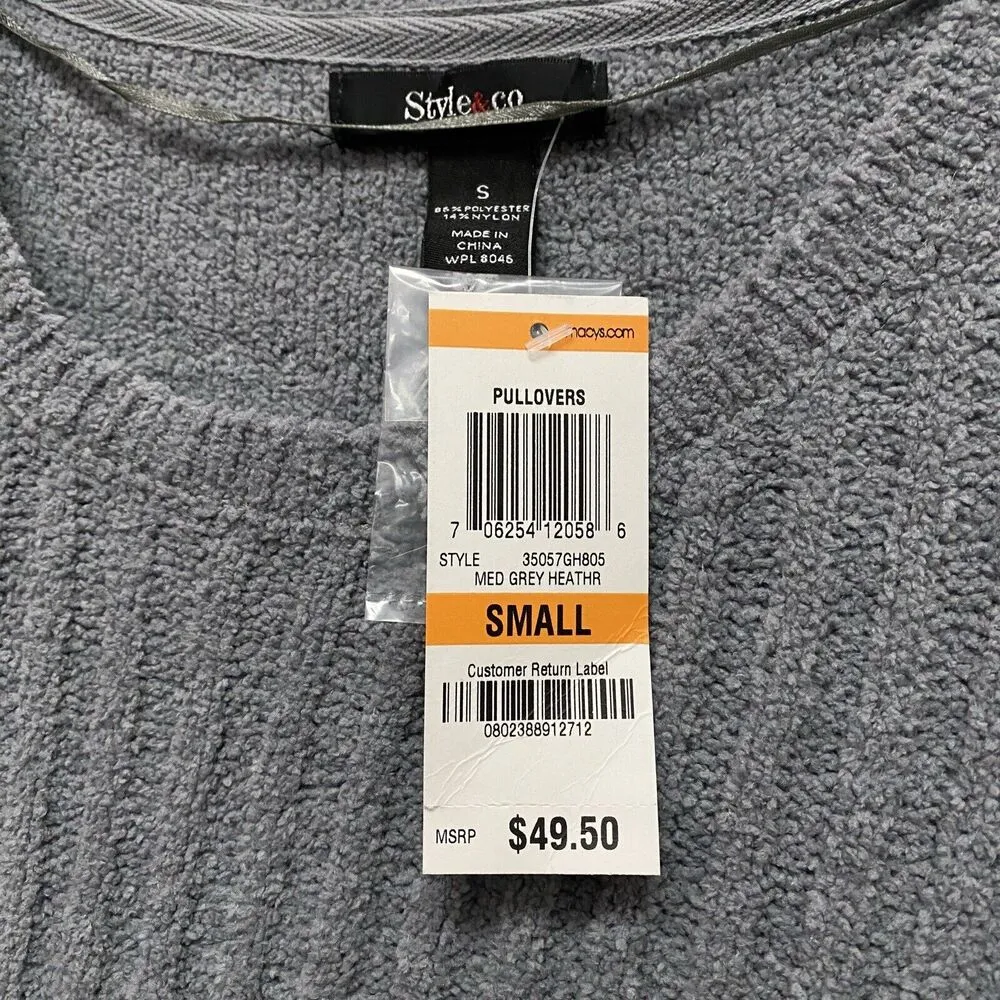 Style&co
S
86% POLYESTER
14% NYLON
MADE IN
CHINA
WPL 8046
macys.com
PULLOVERS
7 06254 12058 6
STYLE 35057GH805
MED GREY HEATHR
SMALL
Customer Return Label
0802388912712
MSRP $49.50